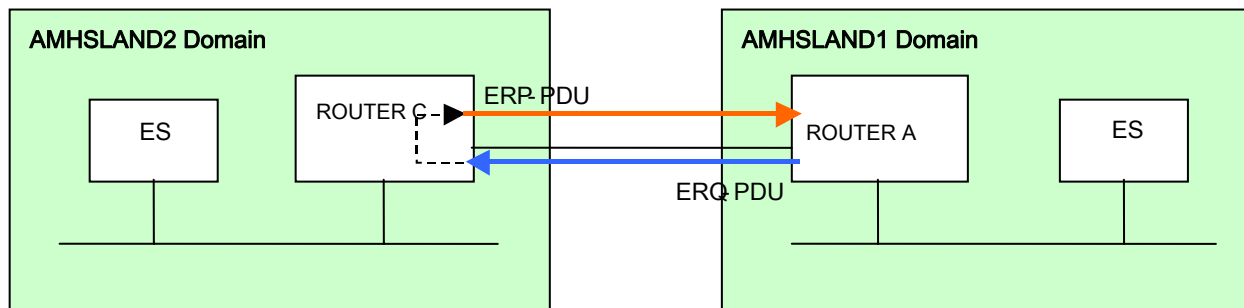 AMHSLAND2 Domain
AMHSLAND1 Domain
ES
ROUTER C
ERP-PDU
ROUTER A
ES
ERQ-PDU